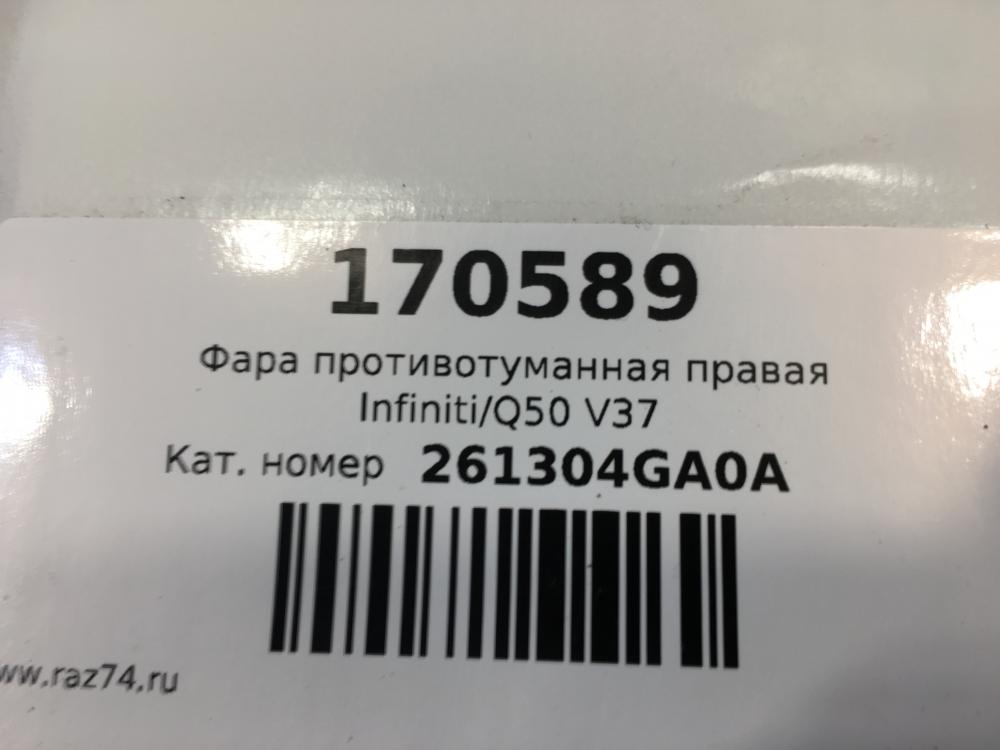 170589
Фара противотуманная правая
Infiniti/Q50 V37
Кат. номер 261304GA0A
www.raz74.ru